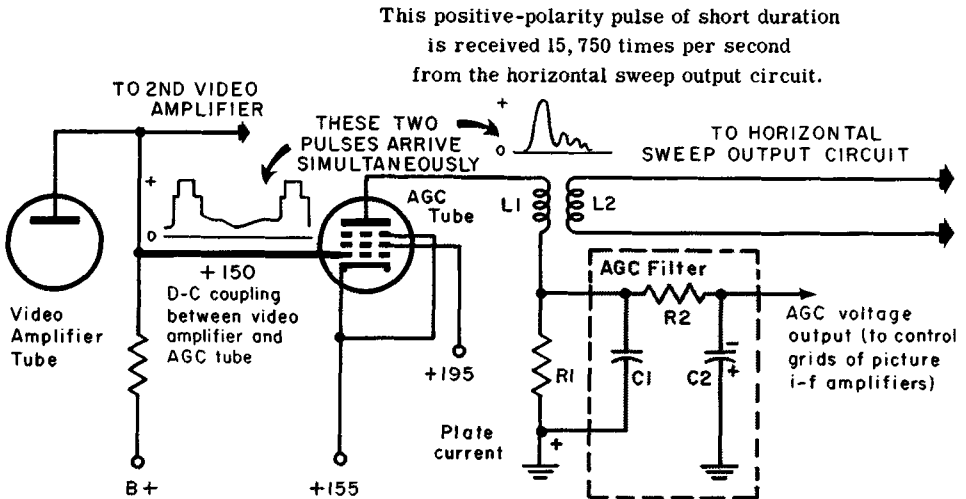 This positive-polarity pulse of short duration
is received 15,750 times per second
from the horizontal sweep output circuit.
TO 2ND VIDEO
AMPLIFIER
THESE TWO
PULSES ARRIVE
SIMULTANEOUSLY
+
0
TO HORIZONTAL
SWEEP OUTPUT CIRCUIT
+
0
AGC
Tube
L1
L2
+150
D-C coupling
between video
amplifier and
AGC tube
Video
Amplifier
Tube
AGC Filter
R2
AGC voltage
output (to control
grids of picture
i-f amplifiers)
+195
R1
C1
C2
-
+
Plate
current
+
B+
+155